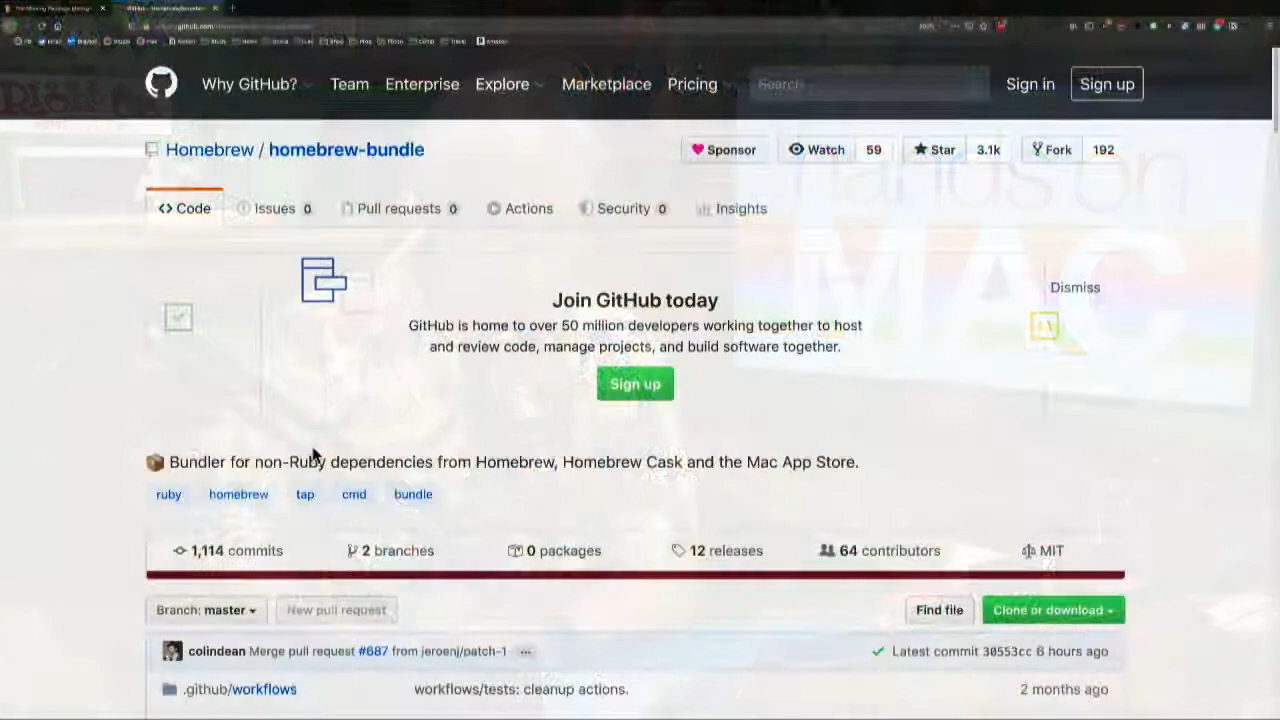 github.com
Why GitHub? Team Enterprise Explore Marketplace Pricing Search Sign in Sign up
Homebrew / homebrew-bundle Sponsor Watch 59 Star 3.1k Fork 192
Code Issues 0 Pull requests 0 Actions Security 0 Insights
hands on
MAC
Join GitHub today
Dismiss
GitHub is home to over 50 million developers working together to host
and review code, manage projects, and build software together.
Sign up
Bundler for non-Ruby dependencies from Homebrew, Homebrew Cask and the Mac App Store.
ruby homebrew tap cmd bundle
1,114 commits 2 branches 0 packages 12 releases 64 contributors MIT
Branch: master New pull request Find file Clone or download
colindean Merge pull request #687 from jeroenj/patch-1 ... Latest commit 30553cc 6 hours ago
.github/workflows workflows/tests: cleanup actions. 2 months ago